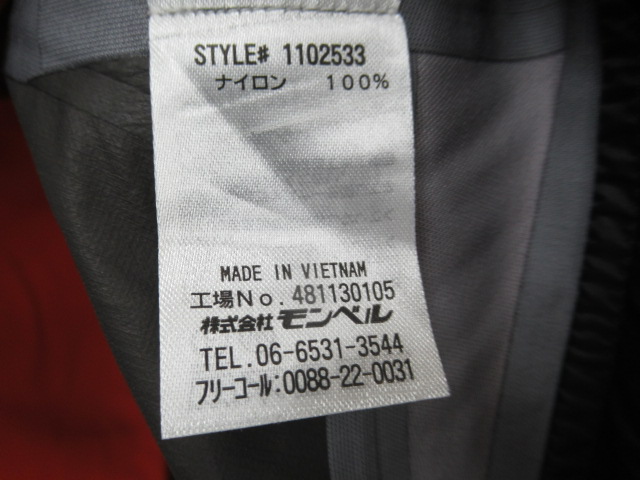 STYLE# 1102533
ナイロン 100%
MADE IN VIETNAM
工場No. 481130105
株式会社 モンベル
TEL. 06-6531-3544
フリーコール:0088-22-0031